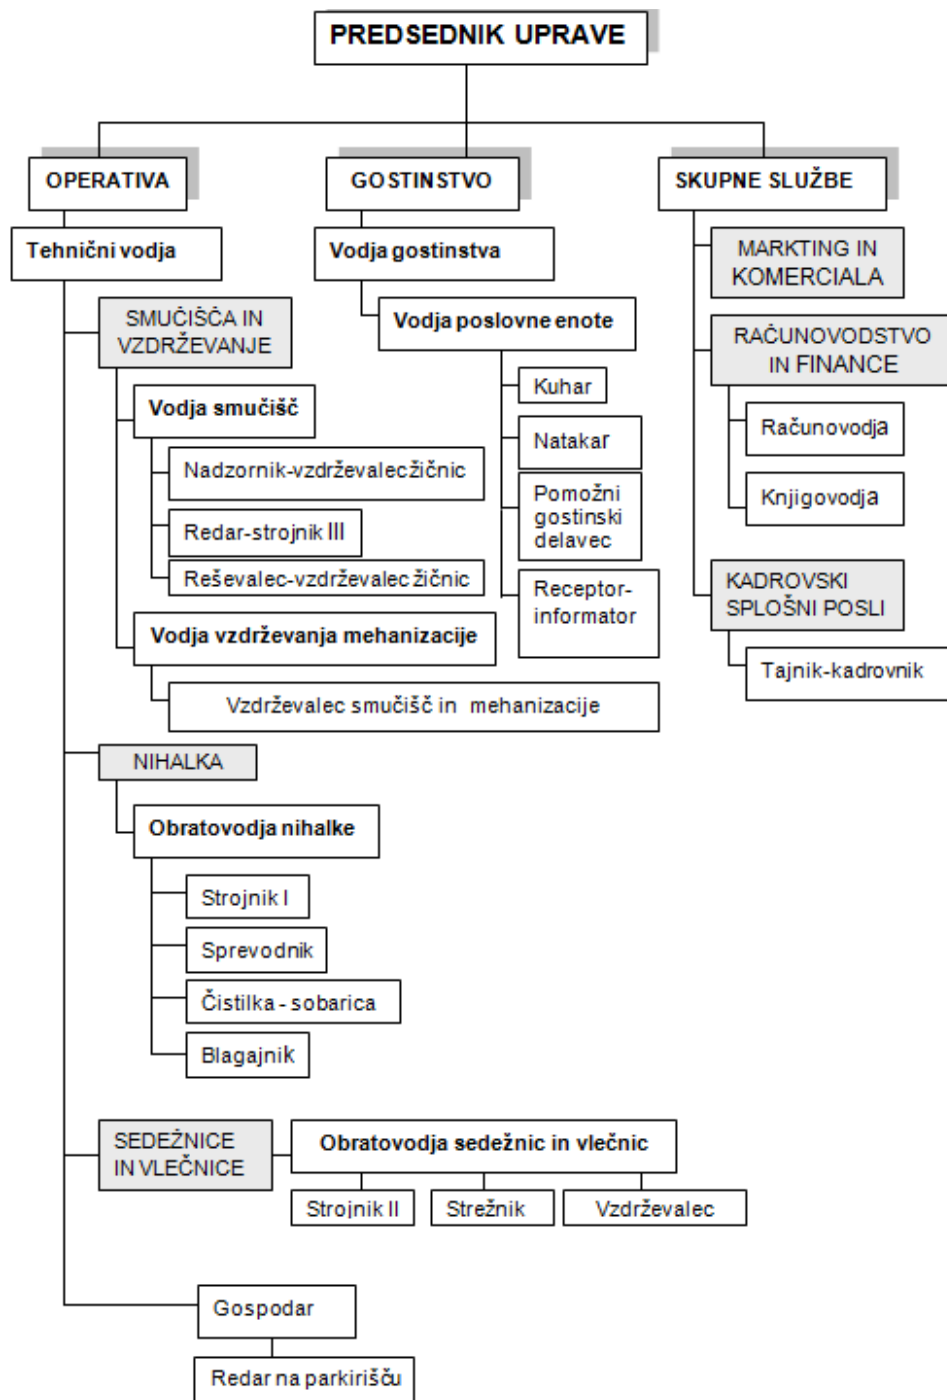 PREDSEDNIK UPRAVE
OPERATIVA
GOSTINSTVO
SKUPNE SLUŽBE
Tehnični vodja
Vodja gostinstva
MARKTING IN
KOMERCIALA
SMUČIŠČA IN
VZDRŽEVANJE
Vodja poslovne enote
RAČUNOVODSTVO
IN FINANCE
Vodja smučišč
Kuhar
Računovodja
Nadzornik-vzdrževalec žičnic
Natakar
Knjigovodja
Redar-strojnik III
Pomožni
gostinski
delavec
Reševalec-vzdrževalec žičnic
Receptor-
informator
KADROVSKI
SPLOŠNI POSLI
Vodja vzdrževanja mehanizacije
Tajnik-kadrovnik
Vzdrževalec smučišč in mehanizacije
NIHALKA
Obratovodja nihalke
Strojnik I
Sprevodnik
Čistilka - sobarica
Blagajnik
SEDEŽNICE
IN VLEČNICE
Obratovodja sedežnic in vlečnic
Strojnik II
Strežnik
Vzdrževalec
Gospodar
Redar na parkirišču